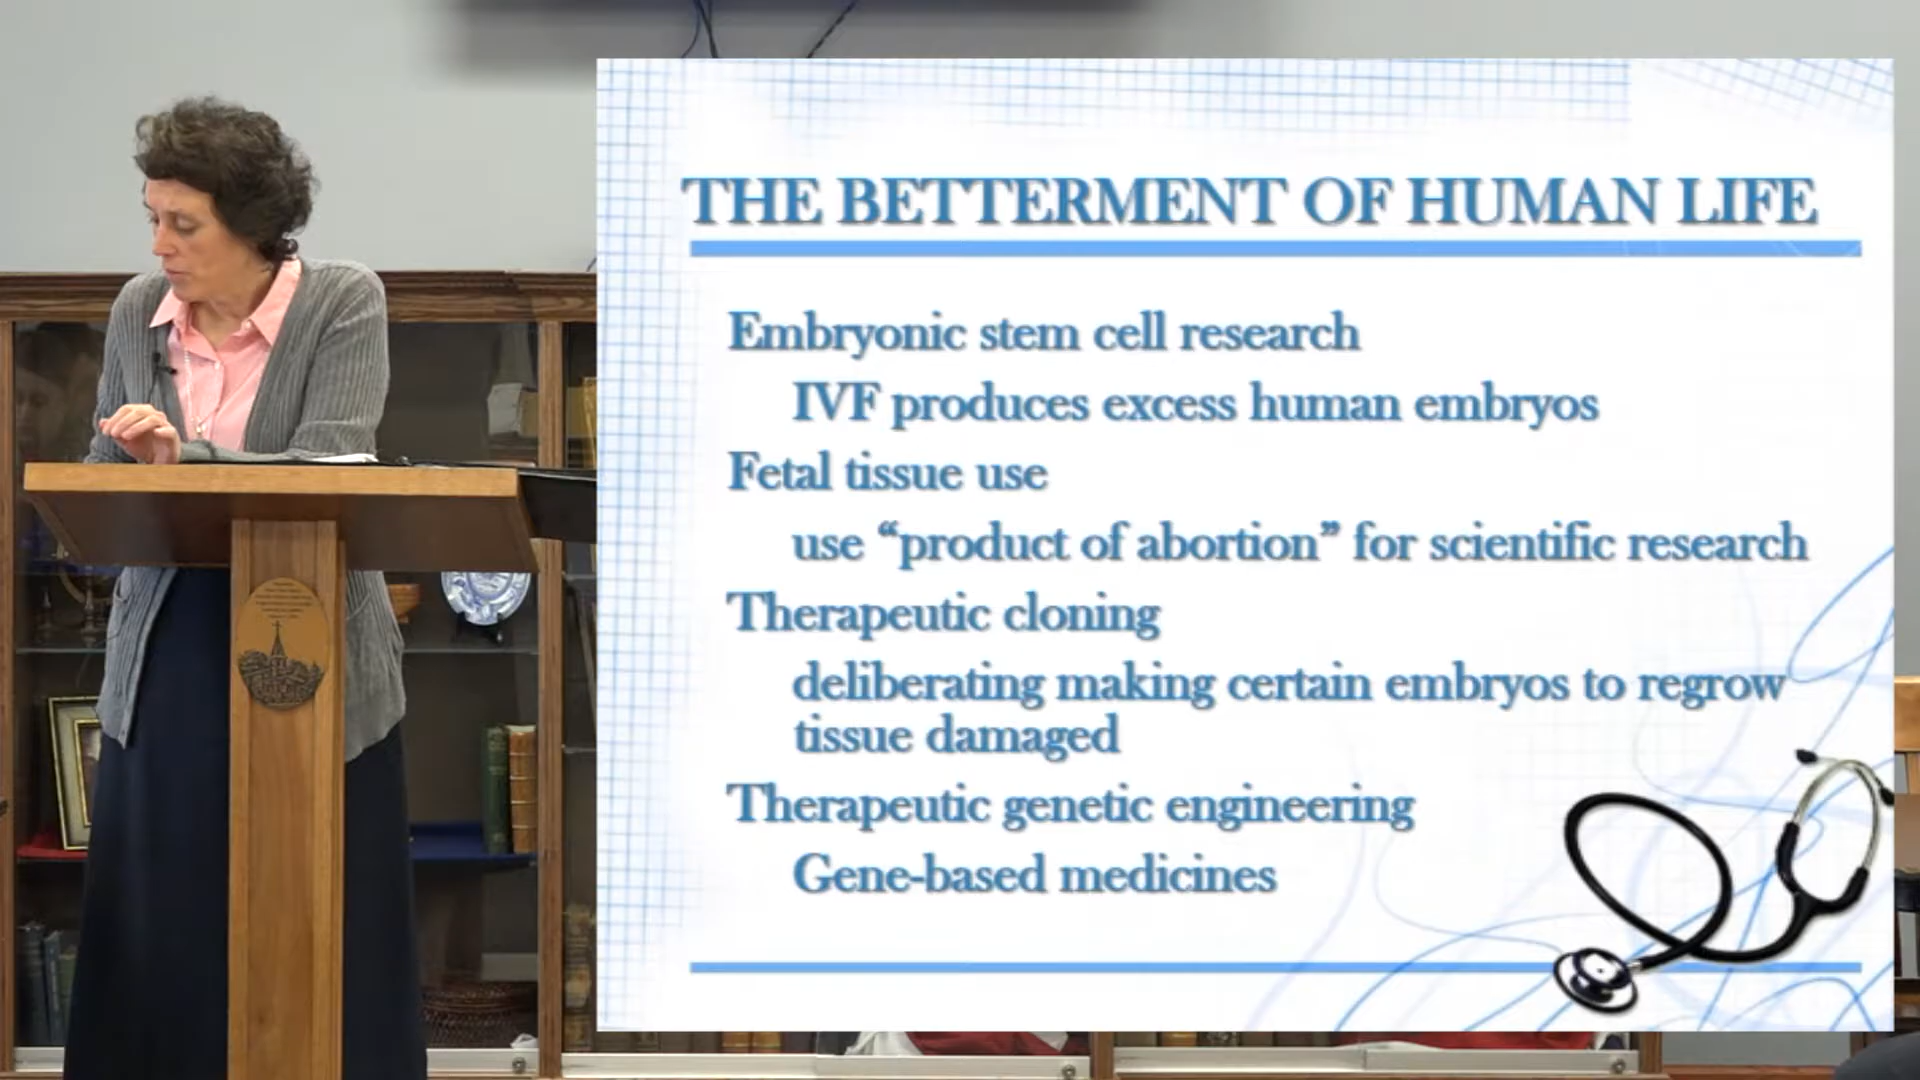 THE BETTERMENT OF HUMAN LIFE
Embryonic stem cell research
IVF produces excess human embryos
Fetal tissue use
use “product of abortion” for scientific research
Therapeutic cloning
deliberating making certain embryos to regrow
tissue damaged
Therapeutic genetic engineering
Gene-based medicines